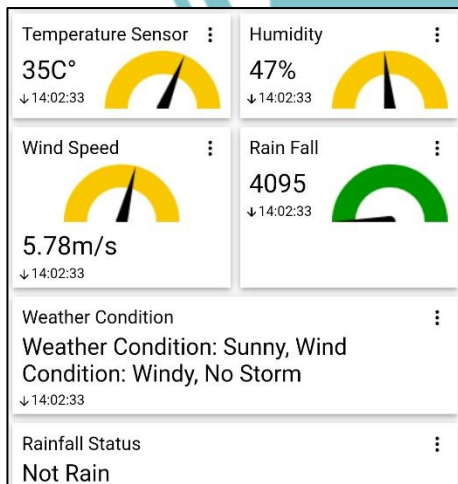 Temperature Sensor
35C°
↓14:02:33
Humidity
47%
↓14:02:33
Wind Speed
5.78m/s
↓14:02:33
Rain Fall
4095
↓14:02:33
Weather Condition
Weather Condition: Sunny, Wind
Condition: Windy, No Storm
↓14:02:33
Rainfall Status
Not Rain